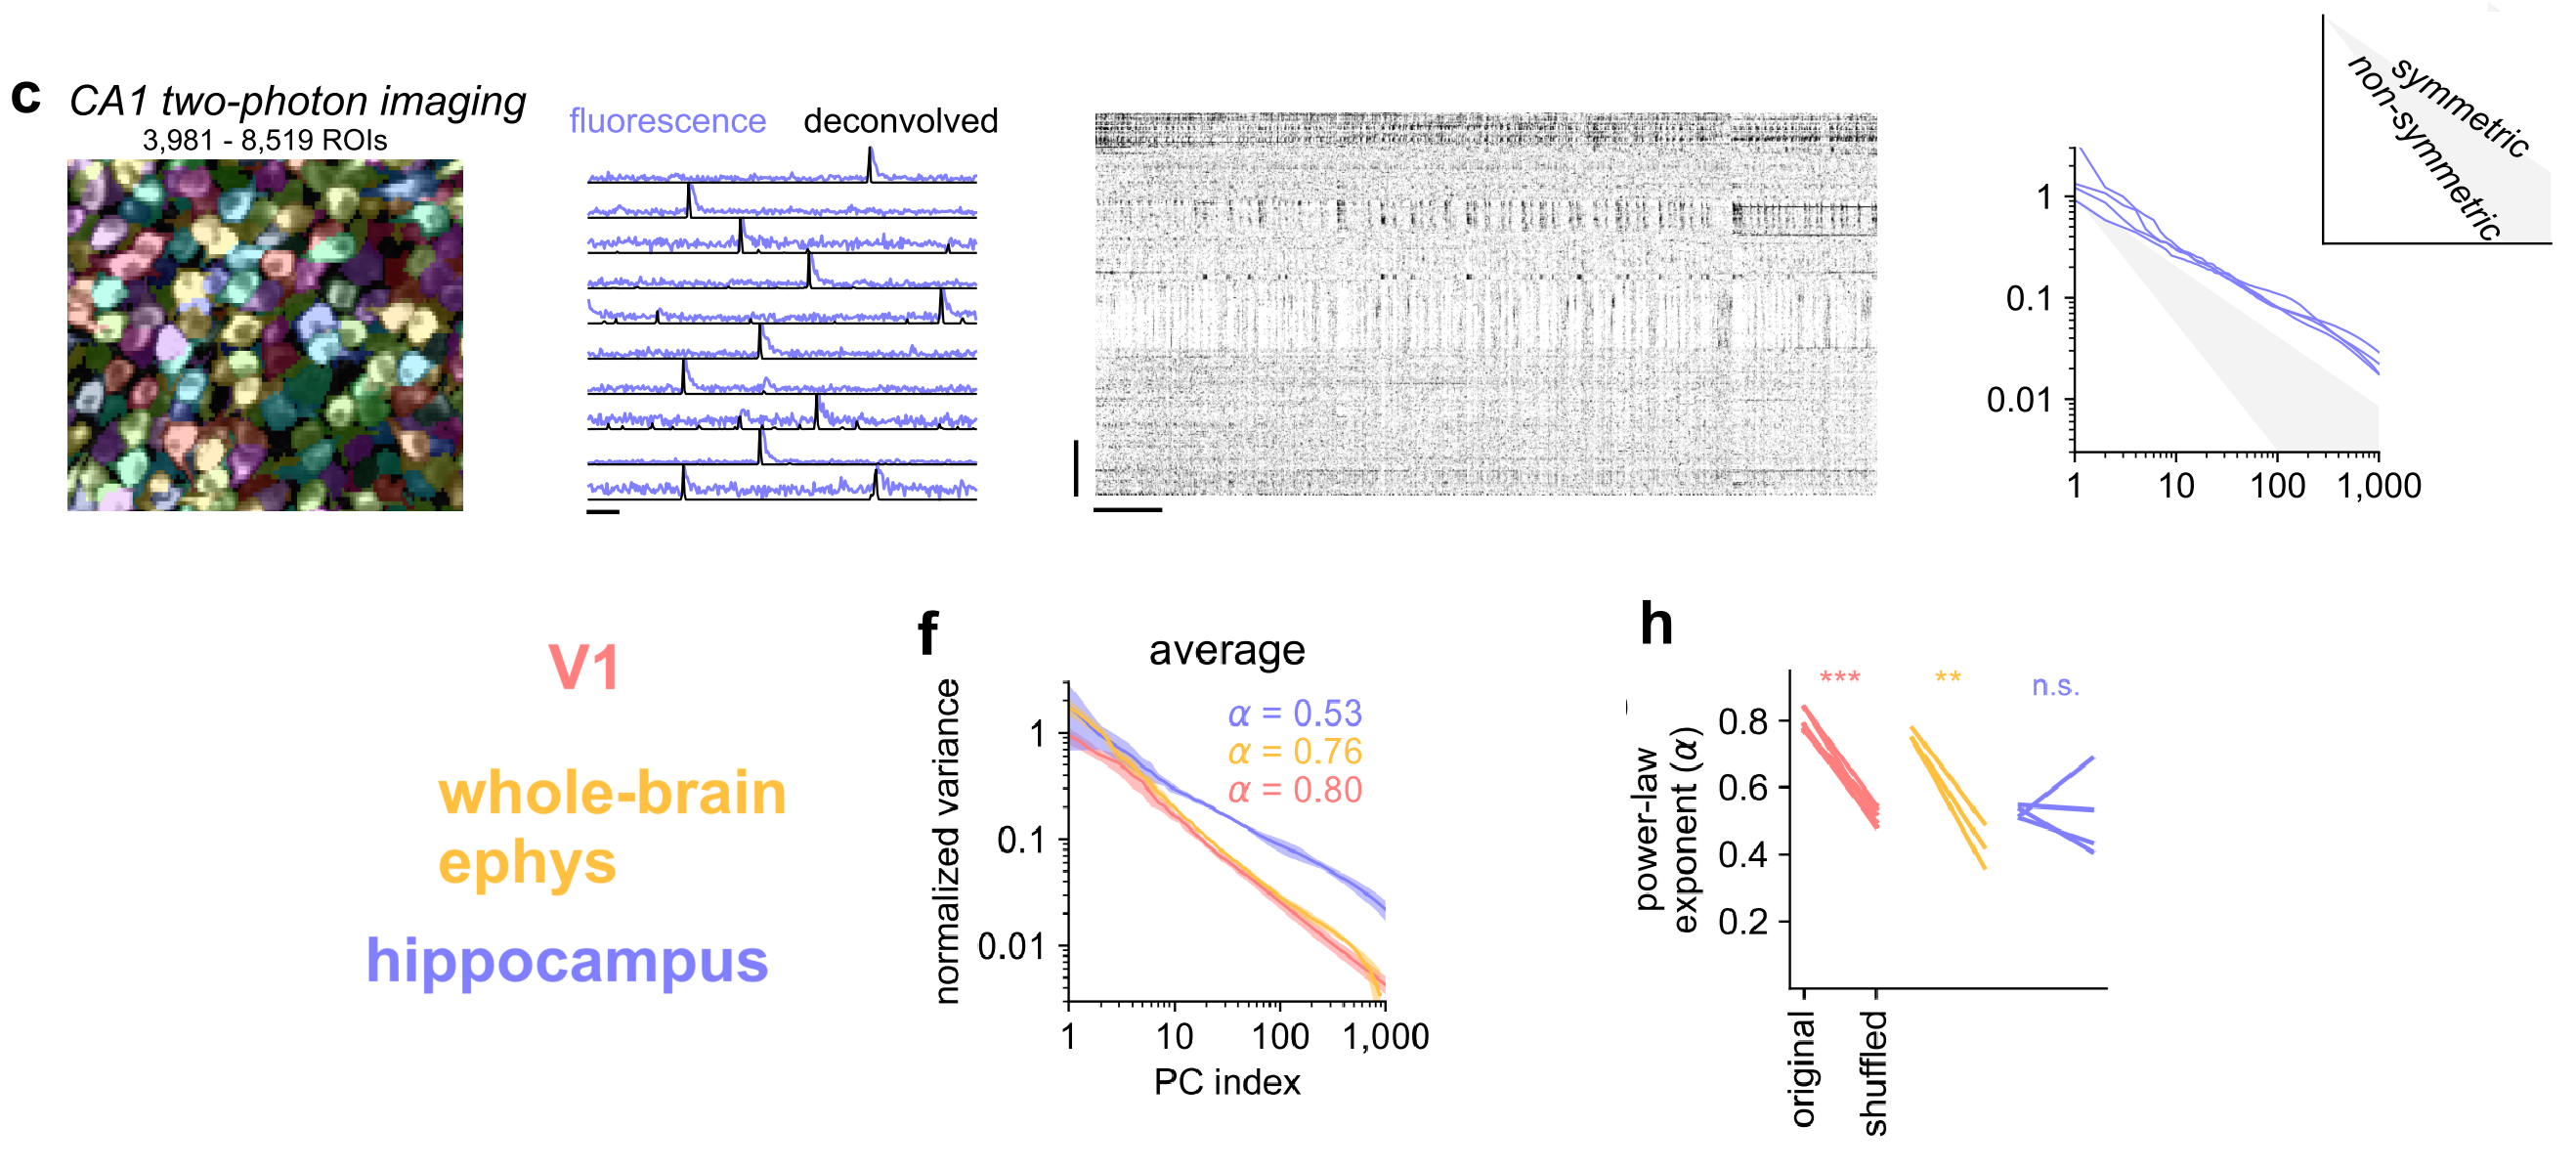 c
CA1 two-photon imaging
3,981 - 8,519 ROIs
fluorescence
deconvolved
1
0.1
0.01
1
10
100
1,000
symmetric
non-symmetric
V1
whole-brain
ephys
hippocampus
f
average
normalized variance
α = 0.53
α = 0.76
α = 0.80
1
0.1
0.01
1
10
100
1,000
PC index
h
power-law
exponent (α)
***
**
n.s.
0.8
0.6
0.4
0.2
original
shuffled